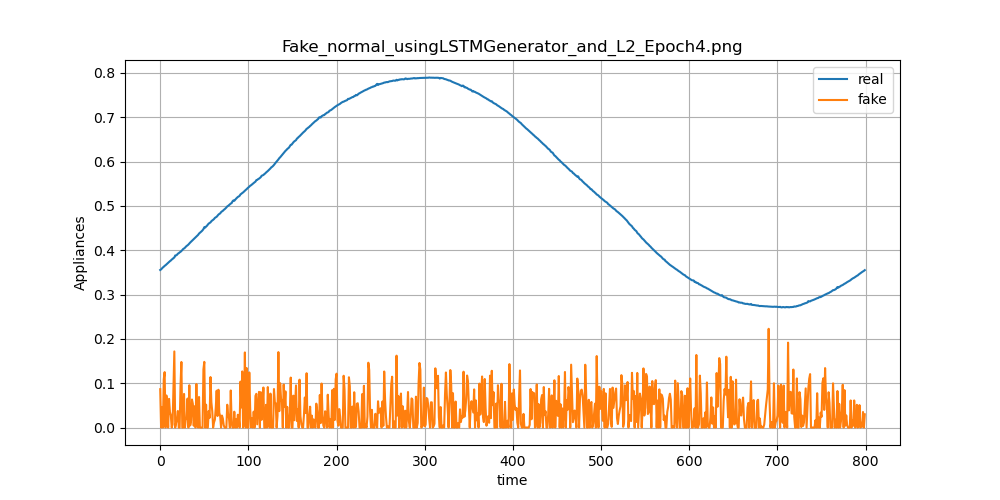 Fake_normal_usingLSTMGenerator_and_L2_Epoch4.png
real
fake
0.8
0.7
0.6
0.5
0.4
0.3
0.2
0.1
0.0
Appliances
0 100 200 300 400 500 600 700 800
time